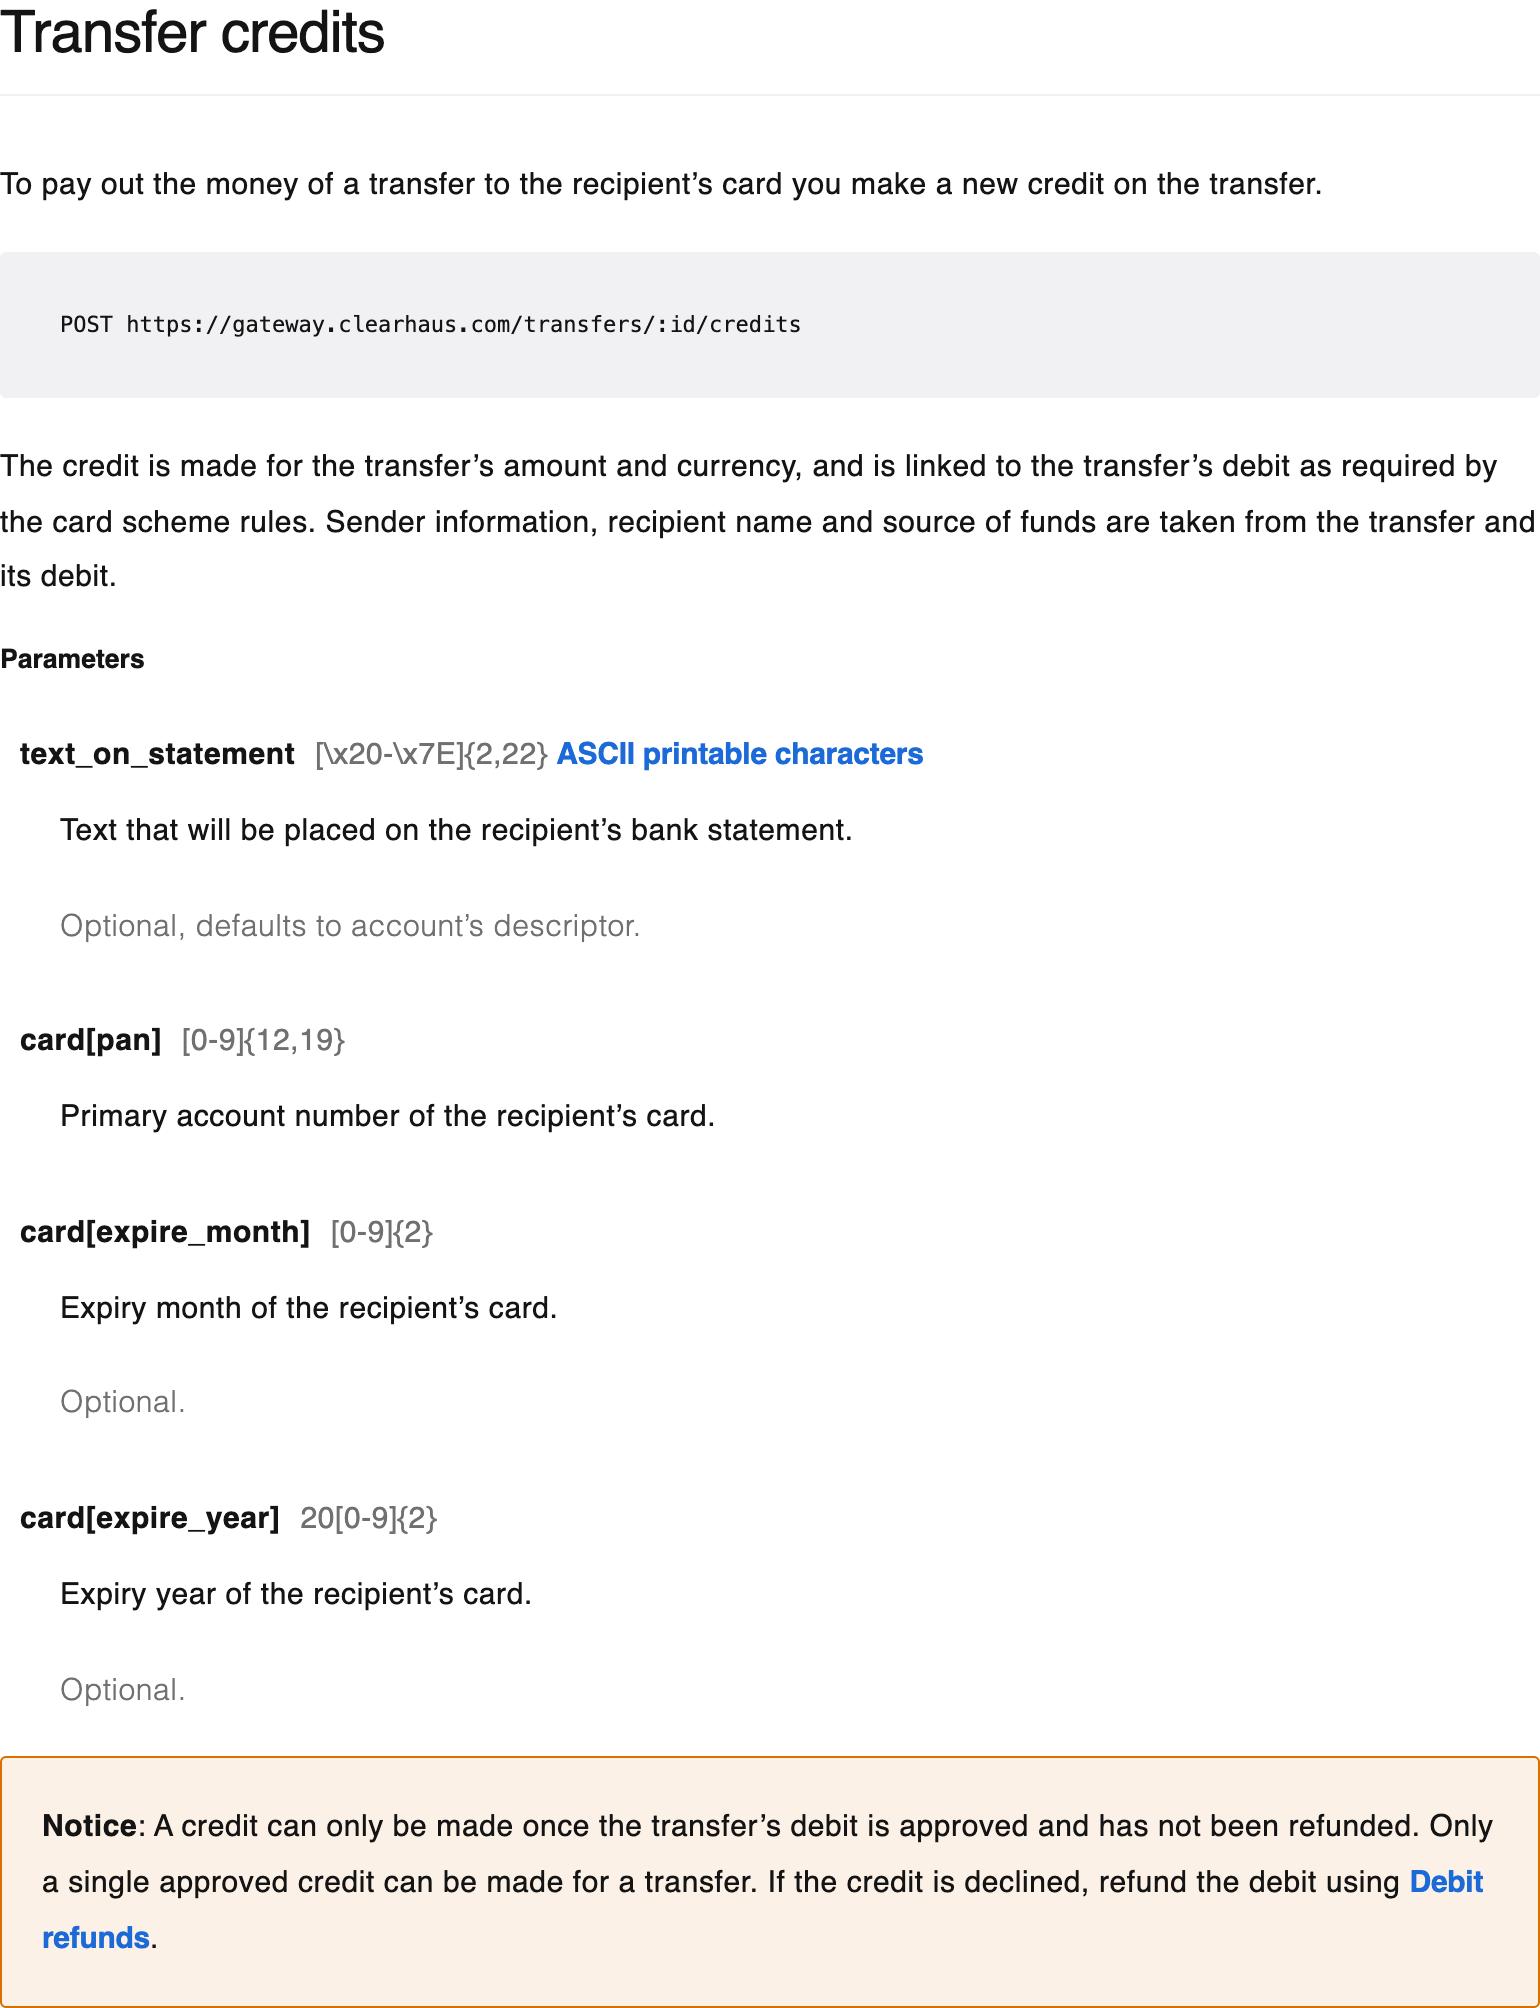 Transfer credits
To pay out the money of a transfer to the recipient’s card you make a new credit on the transfer.
POST https://gateway.clearhaus.com/transfers/:id/credits
The credit is made for the transfer’s amount and currency, and is linked to the transfer’s debit as required by
the card scheme rules. Sender information, recipient name and source of funds are taken from the transfer and
its debit.
Parameters
text_on_statement [\x20-\x7E]{2,22} ASCII printable characters
Text that will be placed on the recipient’s bank statement.
Optional, defaults to account’s descriptor.
card[pan] [0-9]{12,19}
Primary account number of the recipient’s card.
card[expire_month] [0-9]{2}
Expiry month of the recipient’s card.
Optional.
card[expire_year] 20[0-9]{2}
Expiry year of the recipient’s card.
Optional.
Notice: A credit can only be made once the transfer’s debit is approved and has not been refunded. Only
a single approved credit can be made for a transfer. If the credit is declined, refund the debit using Debit
refunds.